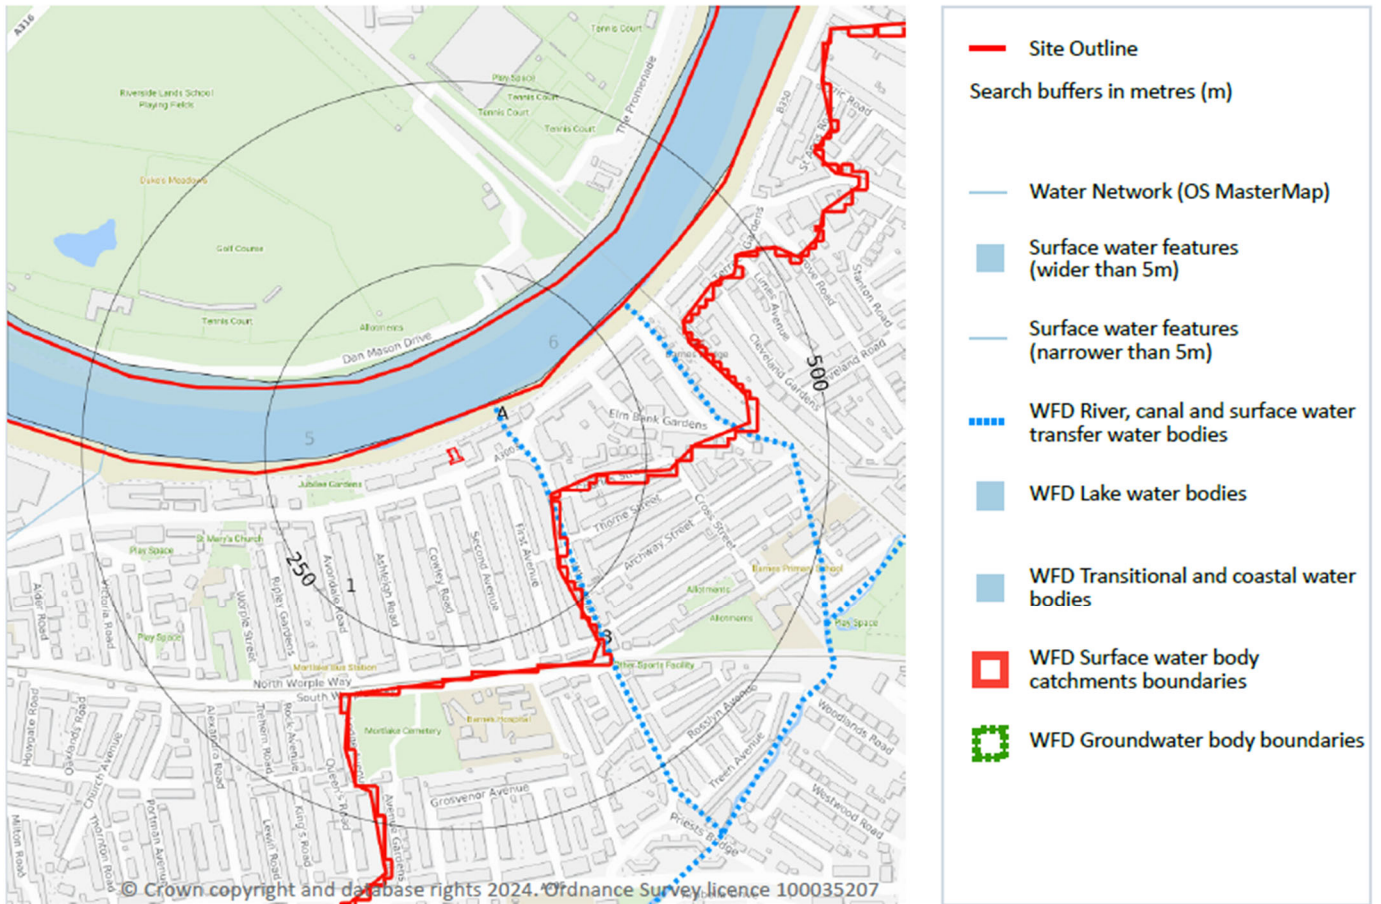 A316
Riverside Lands School
Playing Fields
Tennis Court
Play Space
Tennis Court
Tennis Court
Tennis Court
The Promenade
B350
Duke's Meadows
Golf Course
Tennis Court
Allotments
Dan Mason Drive
6
5
A
Elm Bank Gardens
Limes Avenue
Stanton Road
Cleveland Gardens
Cleveland Road
500
Jubilee Gardens
Thorne Street
Cross Street
Archway Street
St Mary's Church
Play Space
First Avenue
Second Avenue
Cowley Road
Ashleigh Road
Avondale Road
Ripley Gardens
Worple Street
Victoria Road
Alder Road
250
1
Barnes Primary School
Allotments
Allotments
Play Space
Play Space
B
Mortlake Bus Station
Other Sports Facility
North Worple Way
Barnes Hospital
Mortlake Cemetery
Rosslyn Avenue
Woodlands Road
Treen Avenue
Westwood Road
Grosvenor Avenue
Priests Bridge
Howgate Road
Oaklands Road
Church Avenue
Thornton Road
Portman Avenue
Milton Road
Alexandra Road
Trehern Road
Rock Avenue
Queen's Road
King's Road
Lewin Road
Avenue Gardens
© Crown copyright and database rights 2024. Ordnance Survey licence 100035207
Site Outline
Search buffers in metres (m)
Water Network (OS MasterMap)
Surface water features
(wider than 5m)
Surface water features
(narrower than 5m)
WFD River, canal and surface water
transfer water bodies
WFD Lake water bodies
WFD Transitional and coastal water
bodies
WFD Surface water body
catchments boundaries
WFD Groundwater body boundaries